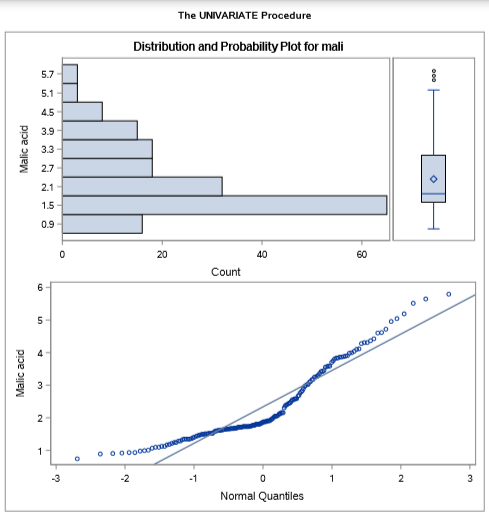 The UNIVARIATE Procedure
Distribution and Probability Plot for mali
Malic acid
5.7
5.1
4.5
3.9
3.3
2.7
2.1
1.5
0.9
0 20 40 60
Count
Malic acid
6
5
4
3
2
1
-3 -2 -1 0 1 2 3
Normal Quantiles